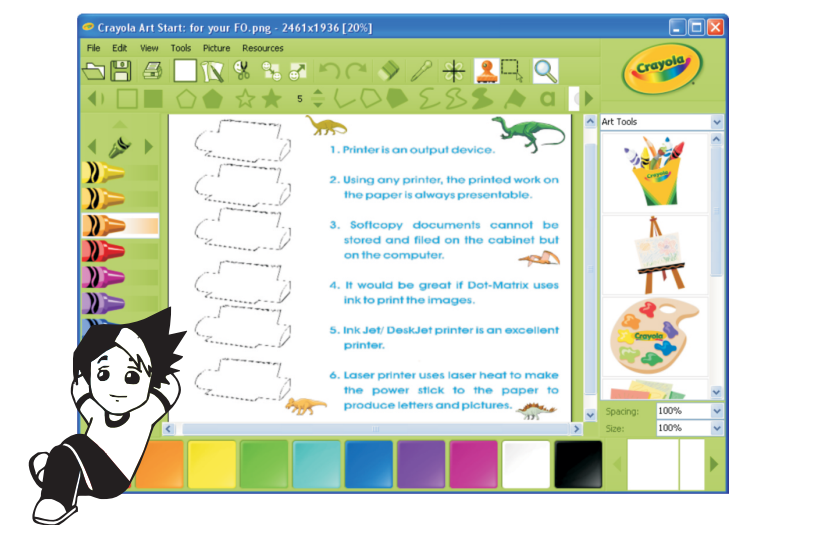 Crayola Art Start: for your FO.png - 2461x1936 [20%]
File Edit View Tools Picture Resources
Crayola
5
a
Art Tools
1. Printer is an output device.
2. Using any printer, the printed work on
the paper is always presentable.
3. Softcopy documents cannot be
stored and filed on the cabinet but
on the computer.
4. It would be great if Dot-Matrix uses
ink to print the images.
5. Ink Jet/ DeskJet printer is an excellent
printer.
6. Laser printer uses laser heat to make
the power stick to the paper to
produce letters and pictures.
Crayola
Crayola
Spacing: 100%
Size: 100%